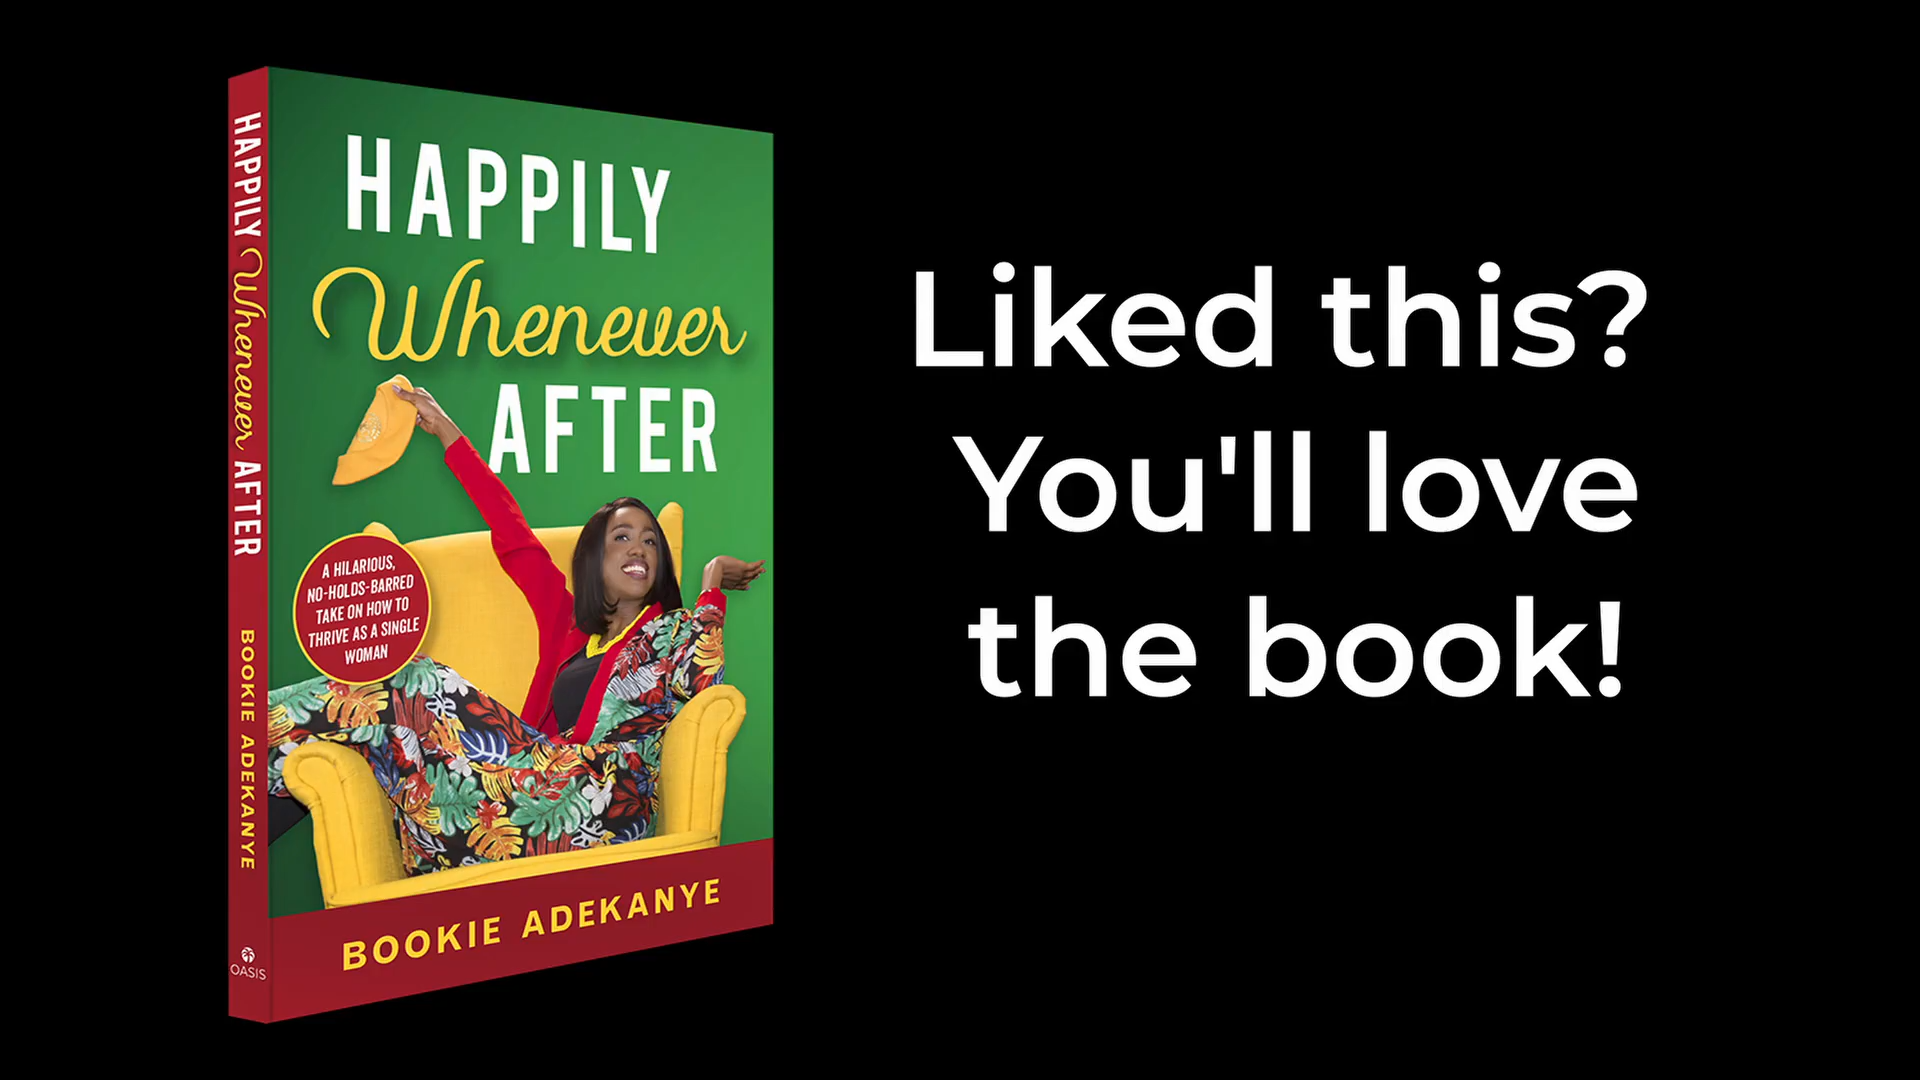 HAPPILY Whenever AFTER
BOOKIE ADEKANYE
OASIS
HAPPILY
Whenever
AFTER
A HILARIOUS,
NO-HOLDS-BARRED
TAKE ON HOW TO
THRIVE AS A SINGLE
WOMAN
BOOKIE ADEKANYE
Liked this?
You'll love
the book!